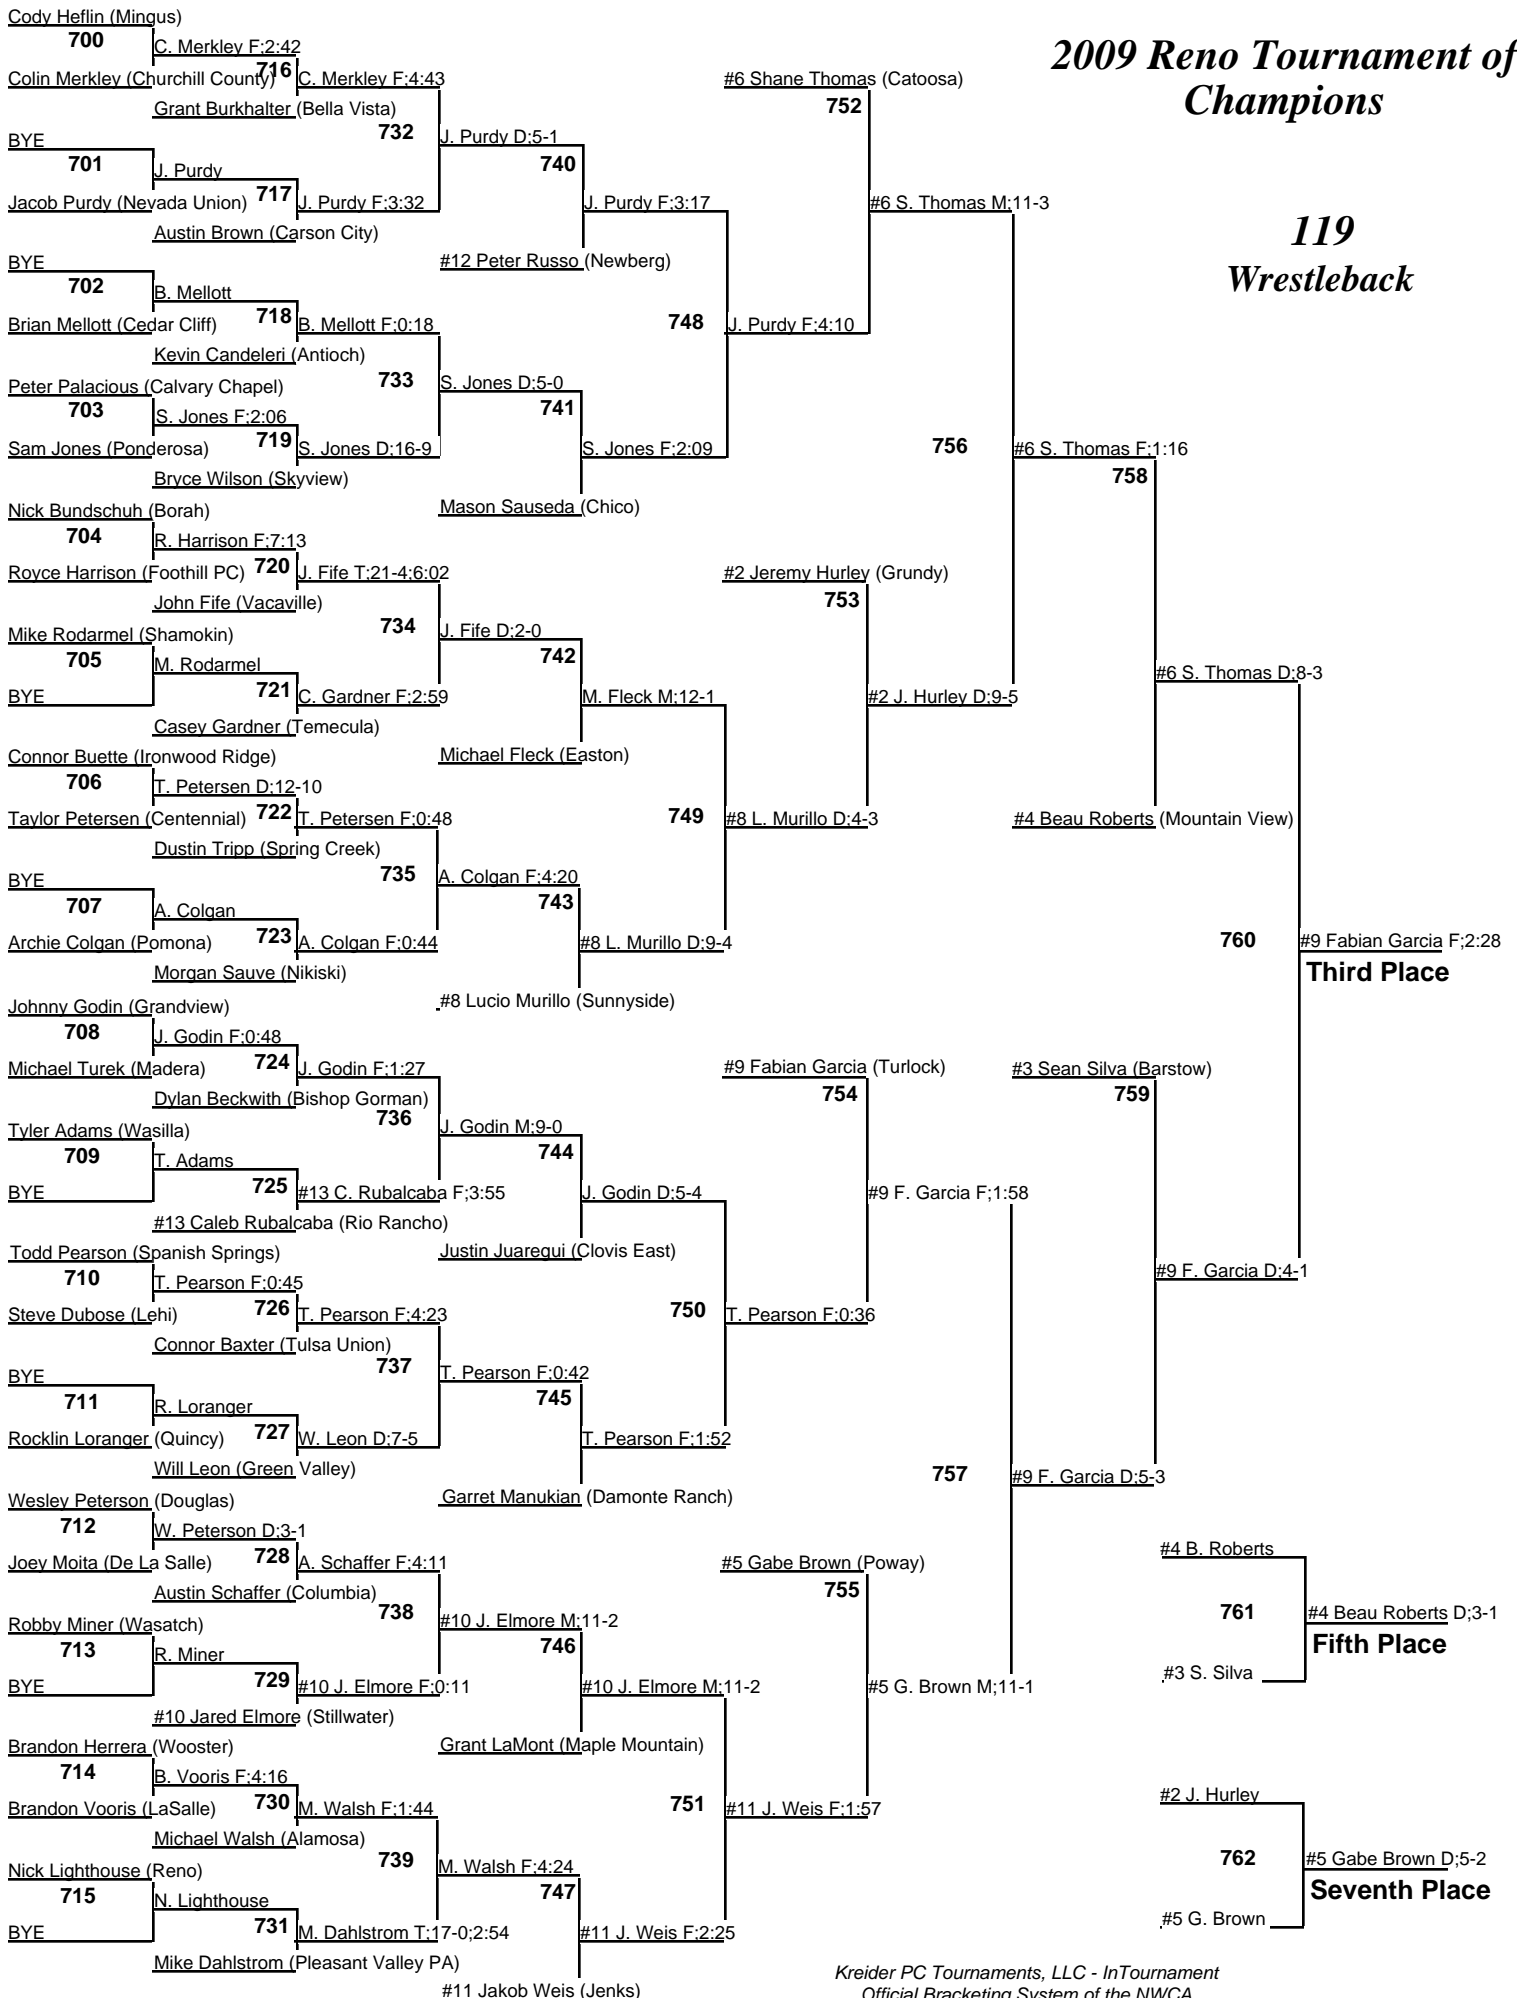 Cody Heflin (Mingus)
700
C. Merkley F;2:42
Colin Merkley (Churchill County)
716
C. Merkley F;4:43
Grant Burkhalter (Bella Vista)
732
J. Purdy D;5-1
BYE
701
J. Purdy
Jacob Purdy (Nevada Union)
717
J. Purdy F;3:32
Austin Brown (Carson City)
740
J. Purdy F;3:17
#12 Peter Russo (Newberg)
BYE
702
B. Mellott
Brian Mellott (Cedar Cliff)
718
B. Mellott F;0:18
Kevin Candeleri (Antioch)
733
S. Jones D;5-0
Peter Palacious (Calvary Chapel)
703
S. Jones F;2:06
Sam Jones (Ponderosa)
719
S. Jones D;16-9
Bryce Wilson (Skyview)
741
S. Jones F;2:09
Mason Sauseda (Chico)
748
J. Purdy F;4:10
#6 Shane Thomas (Catoosa)
752
#6 S. Thomas M;11-3
2009 Reno Tournament of
Champions
119
Wrestleback
Nick Bundschuh (Borah)
704
R. Harrison F;7:13
Royce Harrison (Foothill PC)
720
J. Fife T;21-4;6:02
John Fife (Vacaville)
734
J. Fife D;2-0
Mike Rodarmel (Shamokin)
705
M. Rodarmel
BYE
721
C. Gardner F;2:59
Casey Gardner (Temecula)
742
M. Fleck M;12-1
Michael Fleck (Easton)
Connor Buette (Ironwood Ridge)
706
T. Petersen D;12-10
Taylor Petersen (Centennial)
722
T. Petersen F;0:48
Dustin Tripp (Spring Creek)
735
A. Colgan F;4:20
BYE
707
A. Colgan
Archie Colgan (Pomona)
723
A. Colgan F;0:44
Morgan Sauve (Nikiski)
743
#8 L. Murillo D;9-4
#8 Lucio Murillo (Sunnyside)
749
#8 L. Murillo D;4-3
#2 Jeremy Hurley (Grundy)
753
#2 J. Hurley D;9-5
756
#6 S. Thomas F;1:16
758
#6 S. Thomas D;8-3
#4 Beau Roberts (Mountain View)
760
#9 Fabian Garcia F;2:28
Third Place
Johnny Godin (Grandview)
708
J. Godin F;0:48
Michael Turek (Madera)
724
J. Godin F;1:27
Dylan Beckwith (Bishop Gorman)
736
J. Godin M;9-0
Tyler Adams (Wasilla)
709
T. Adams
BYE
725
#13 C. Rubalcaba F;3:55
#13 Caleb Rubalcaba (Rio Rancho)
744
J. Godin D;5-4
Justin Juaregui (Clovis East)
Todd Pearson (Spanish Springs)
710
T. Pearson F;0:45
Steve Dubose (Lehi)
726
T. Pearson F;4:23
Connor Baxter (Tulsa Union)
737
T. Pearson F;0:42
BYE
711
R. Loranger
Rocklin Loranger (Quincy)
727
W. Leon D;7-5
Will Leon (Green Valley)
745
T. Pearson F;1:52
Garret Manukian (Damonte Ranch)
750
T. Pearson F;0:36
#9 Fabian Garcia (Turlock)
754
#9 F. Garcia F;1:58
#3 Sean Silva (Barstow)
759
#9 F. Garcia D;4-1
757
#9 F. Garcia D;5-3
Wesley Peterson (Douglas)
712
W. Peterson D;3-1
Joey Moita (De La Salle)
728
A. Schaffer F;4:11
Austin Schaffer (Columbia)
738
#10 J. Elmore M;11-2
Robby Miner (Wasatch)
713
R. Miner
BYE
729
#10 J. Elmore F;0:11
#10 Jared Elmore (Stillwater)
746
#10 J. Elmore M;11-2
Grant LaMont (Maple Mountain)
Brandon Herrera (Wooster)
714
B. Vooris F;4:16
Brandon Vooris (LaSalle)
730
M. Walsh F;1:44
Michael Walsh (Alamosa)
739
M. Walsh F;4:24
Nick Lighthouse (Reno)
715
N. Lighthouse
BYE
731
M. Dahlstrom T;17-0;2:54
Mike Dahlstrom (Pleasant Valley PA)
747
#11 J. Weis F;2:25
#11 Jakob Weis (Jenks)
751
#11 J. Weis F;1:57
#5 Gabe Brown (Poway)
755
#5 G. Brown M;11-1
#4 B. Roberts
761
#4 Beau Roberts D;3-1
Fifth Place
#3 S. Silva
#2 J. Hurley
762
#5 Gabe Brown D;5-2
Seventh Place
#5 G. Brown
Kreider PC Tournaments, LLC - InTournament
Official Bracketing System of the NWCA